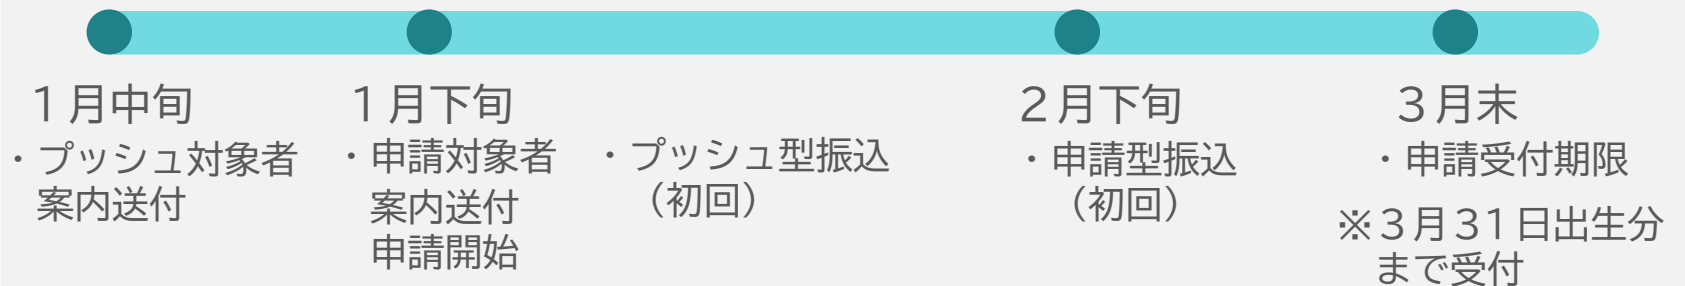 １月中旬
・プッシュ対象者
案内送付
１月下旬
・申請対象者
案内送付
申請開始
・プッシュ型振込
（初回）
２月下旬
・申請型振込
（初回）
３月末
・申請受付期限
※３月31日出生分
まで受付